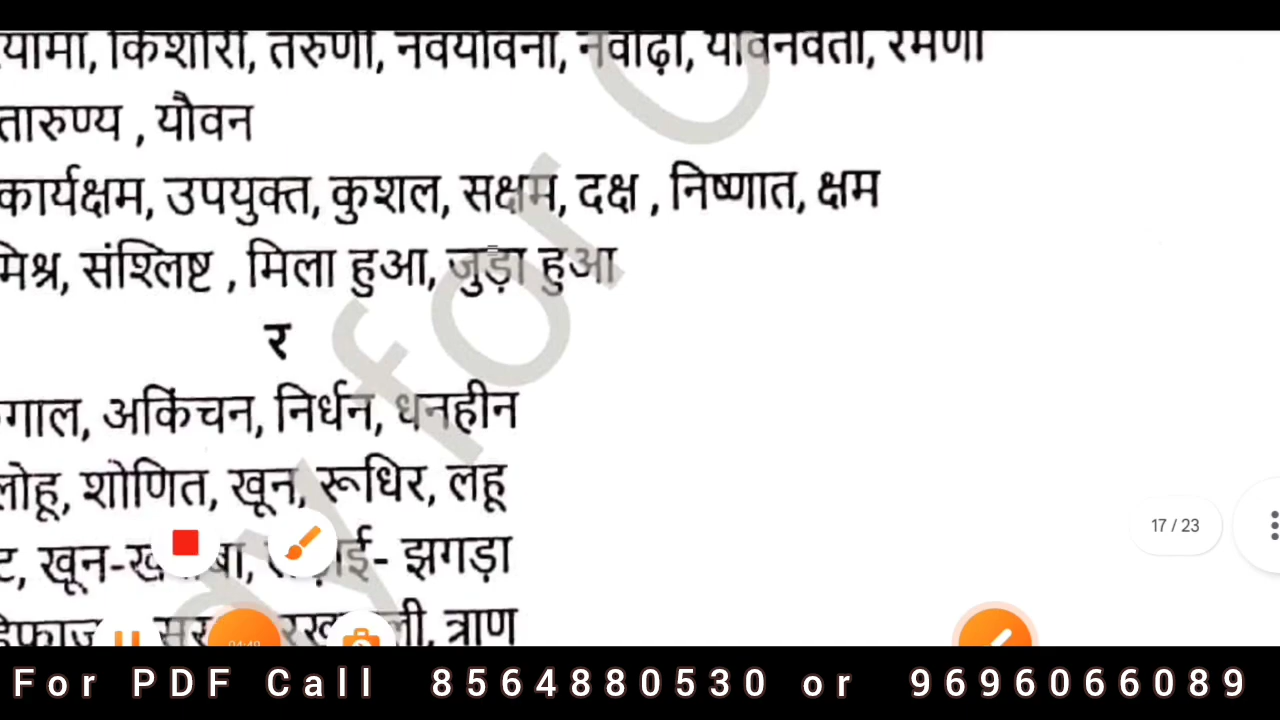 किशोरी, तरुणी, नवयौवना, नवोढ़ा, यौवनवती, रमणी
तारुण्य , यौवन
कार्यक्षम, उपयुक्त, कुशल, सक्षम, दक्ष , निष्णात, क्षम
मिश्र, संश्लिष्ट , मिला हुआ, जुड़ा हुआ
र
अकिंचन, निर्धन, धनहीन
लोहू, शोणित, खून, रूधिर, लहू
झगड़ा
त्राण
17 / 23
for
For PDF Call 8564880530 or 9696066089